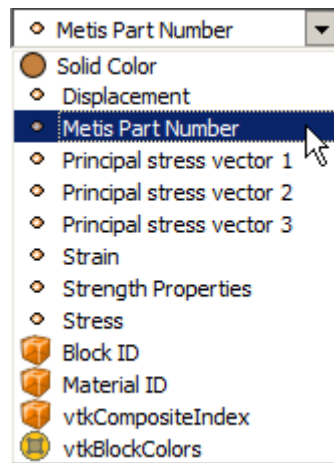 Metis Part Number
Solid Color
Displacement
Metis Part Number
Principal stress vector 1
Principal stress vector 2
Principal stress vector 3
Strain
Strength Properties
Stress
Block ID
Material ID
vtkCompositeIndex
vtkBlockColors